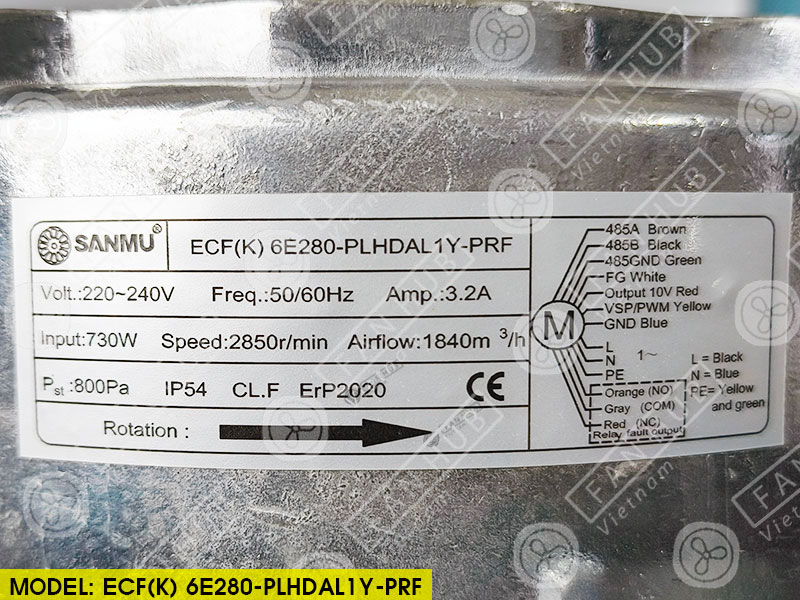 SANMU® ECF(K) 6E280-PLHDAL1Y-PRF
Volt.:220~240V Freq.:50/60Hz Amp.:3.2A
Input:730W Speed:2850r/min Airflow:1840m ³/h
Pst :800Pa IP54 CL.F ErP2020 CE
Rotation :
485A Brown
485B Black
485GND Green
FG White
Output 10V Red
VSP/PWM Yellow
GND Blue
M
L
N 1~
PE
L = Black
N = Blue
PE= Yellow
and green
Orange (NO)
Gray (COM)
Red (NC)
Relay fault output
MODEL: ECF(K) 6E280-PLHDAL1Y-PRF
FAN HUB
Vietnam